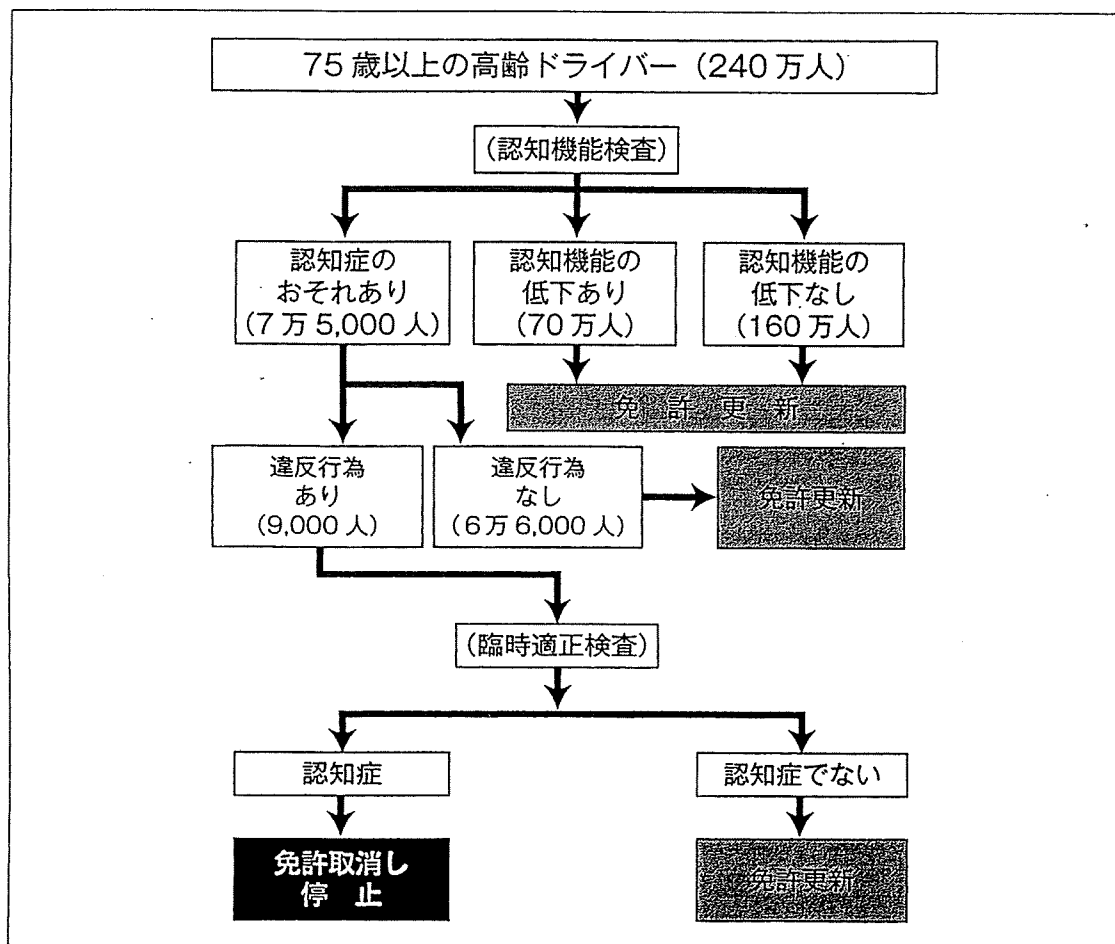 75歳以上の高齢ドライバー（240万人）
（認知機能検査）
認知症の
おそれあり
（7万5,000人）
認知機能の
低下あり
（70万人）
認知機能の
低下なし
（160万人）
免許更新
違反行為
あり
（9,000人）
違反行為
なし
（6万6,000人）
免許更新
（臨時適正検査）
認知症
認知症でない
免許取消し
停止
免許更新